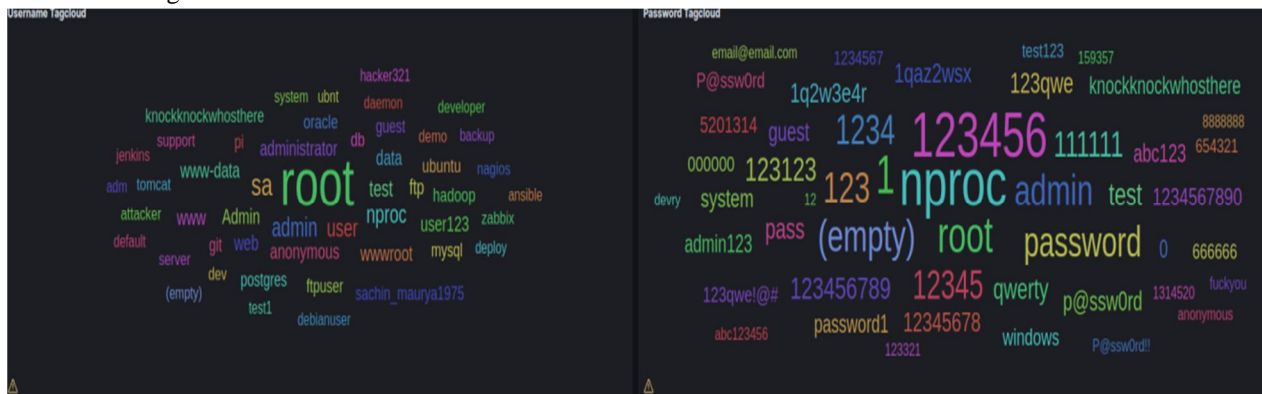 Username Tagcloud
hacker321
system ubnt daemon developer
knockknockwhosthere oracle guest
support pi administrator db demo backup
jenkins www-data data ubuntu nagios
adm tomcat sa root test ftp hadoop ansible
attacker www Admin admin user nproc user123 zabbix
default git web anonymous wwwroot mysql deploy
server dev postgres ftpuser
(empty) test1 sachin_maurya1975
debianuser
Password Tagcloud
email@email.com 1234567 test123 159357
P@ssw0rd 1q2w3e4r 1qaz2wsx 123qwe knockknockwhosthere
5201314 guest 1234 123456 111111 abc123 8888888
654321
000000 123123 123 1 nproc admin test 1234567890
devry system 12
admin123 pass (empty) root password 0 666666
123qwe!@# 123456789 12345 qwerty p@ssw0rd 1314520 fuckyou
anonymous
abc123456 password1 12345678 windows P@ssw0rd!!
123321